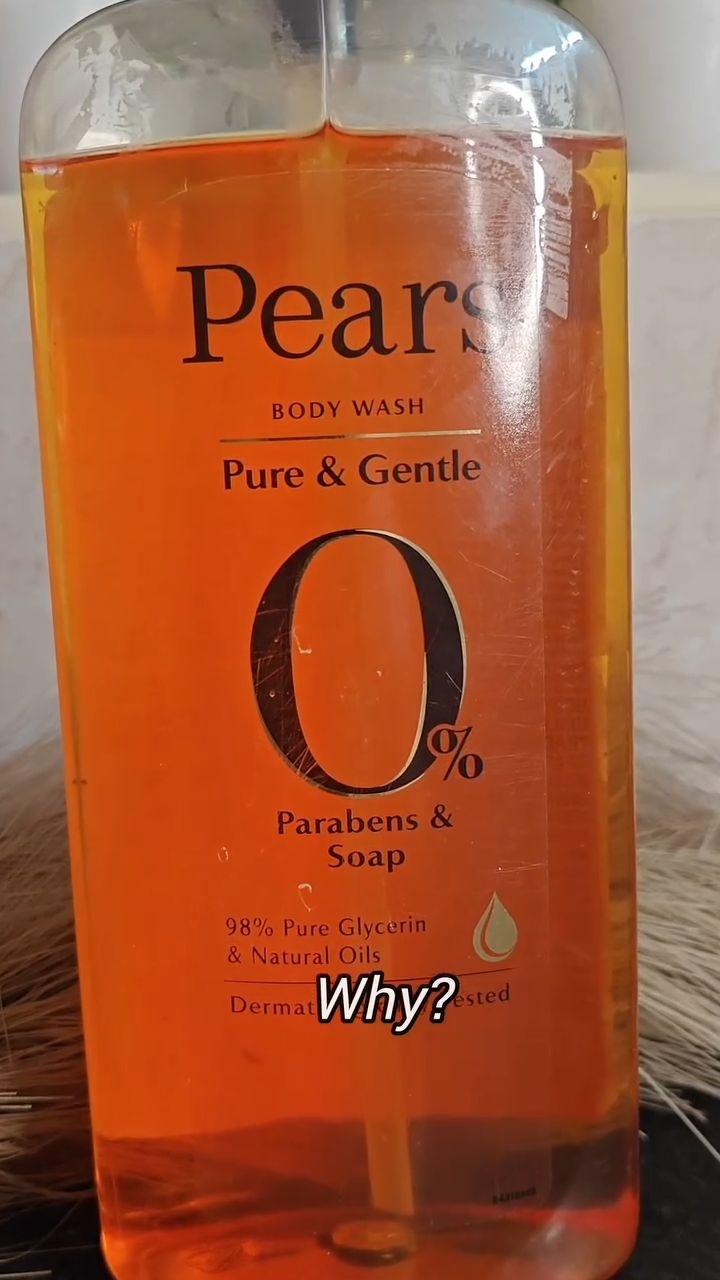 Pears
BODY WASH
Pure & Gentle
0%
Parabens &
Soap
98% Pure Glycerin
& Natural Oils
Why?